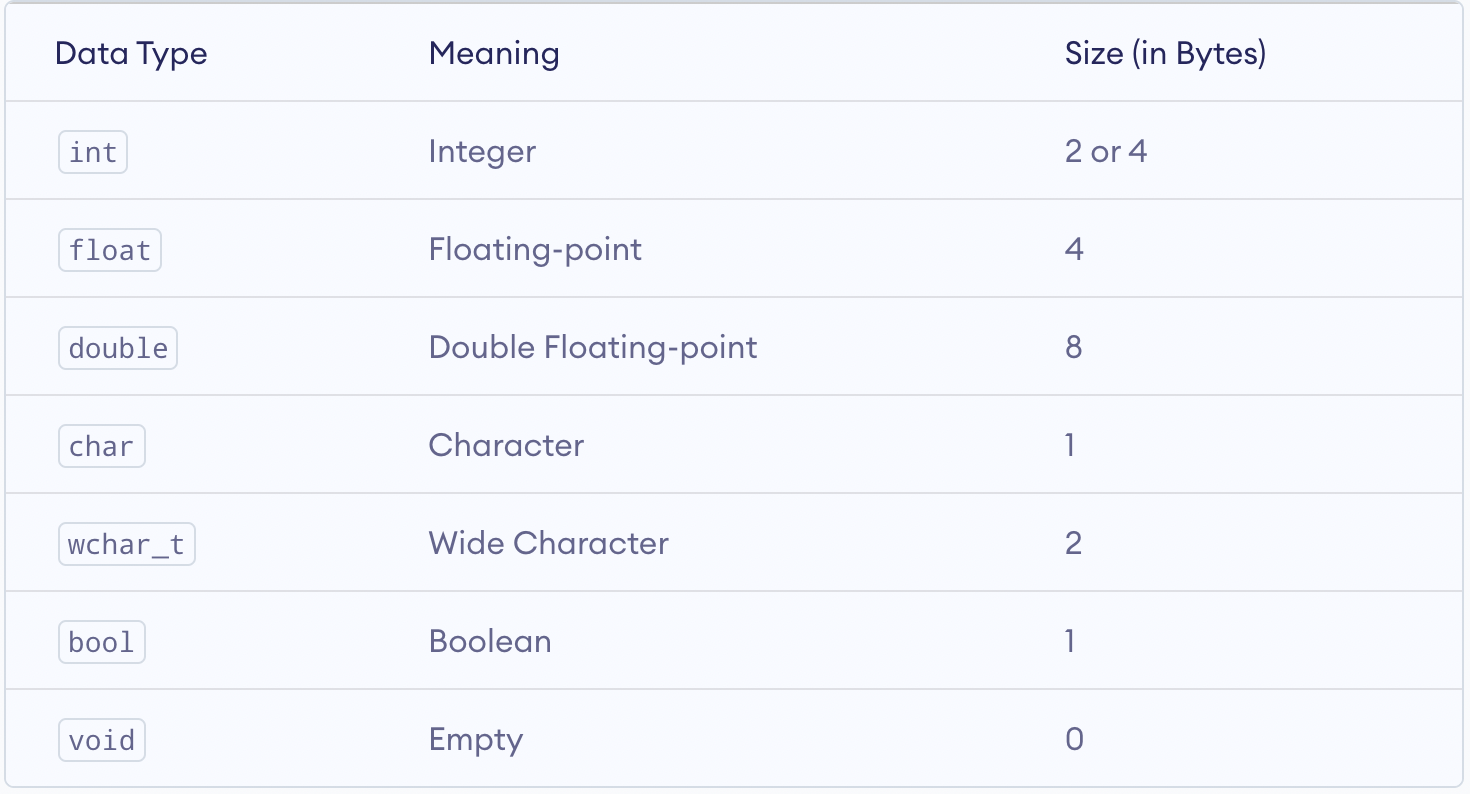 Data Type Meaning Size (in Bytes)
int Integer 2 or 4
float Floating-point 4
double Double Floating-point 8
char Character 1
wchar_t Wide Character 2
bool Boolean 1
void Empty 0